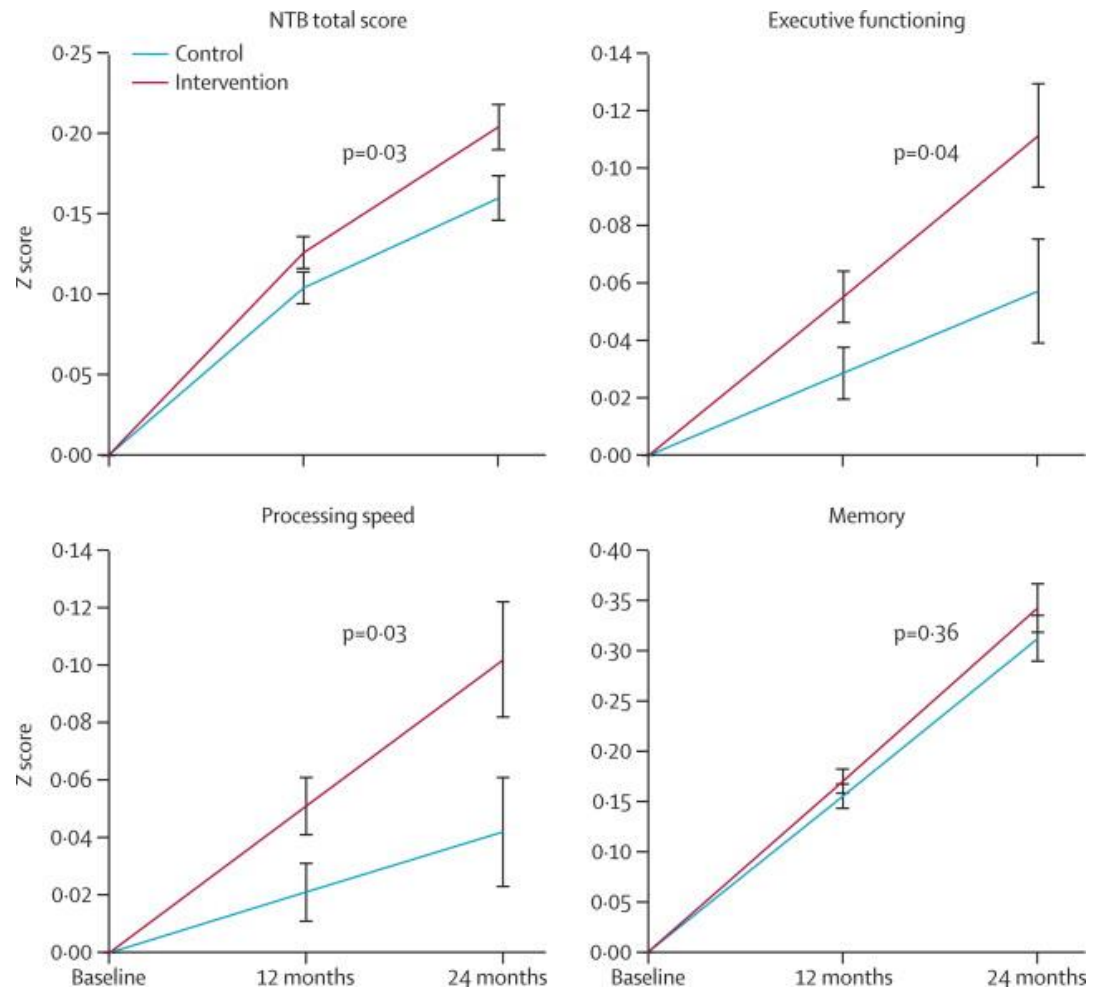 NTB total score
Control
Intervention
p=0·03
Z score
0·25
0·20
0·15
0·10
0·05
0·00
Executive functioning
p=0·04
0·14
0·12
0·10
0·08
0·06
0·04
0·02
0·00
Processing speed
p=0·03
Z score
0·14
0·12
0·10
0·08
0·06
0·04
0·02
0·00
Baseline
12 months
24 months
Memory
p=0·36
0·40
0·35
0·30
0·25
0·20
0·15
0·10
0·05
0·00
Baseline
12 months
24 months